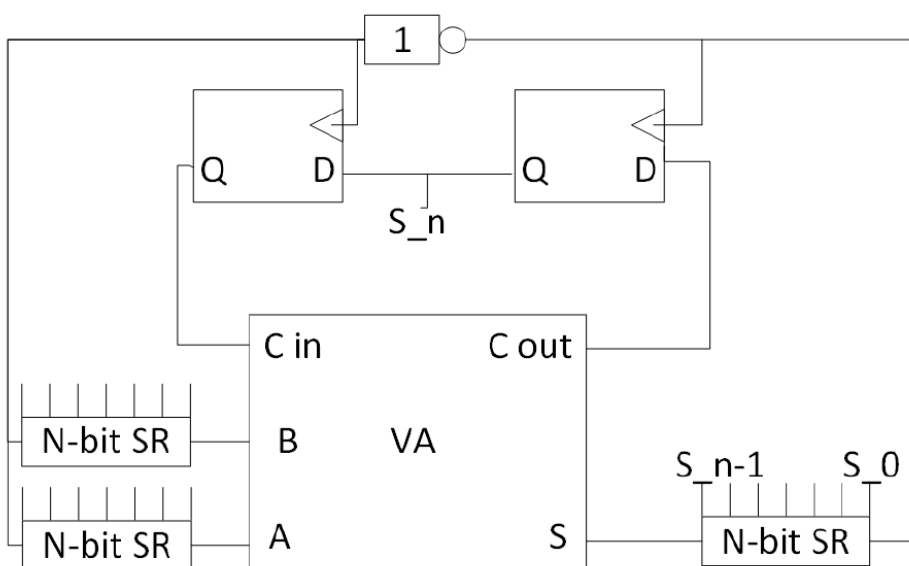 1
Q D
Q D
S_n
C in C out
N-bit SR
B VA
S_n-1 S_0
N-bit SR
A S
N-bit SR